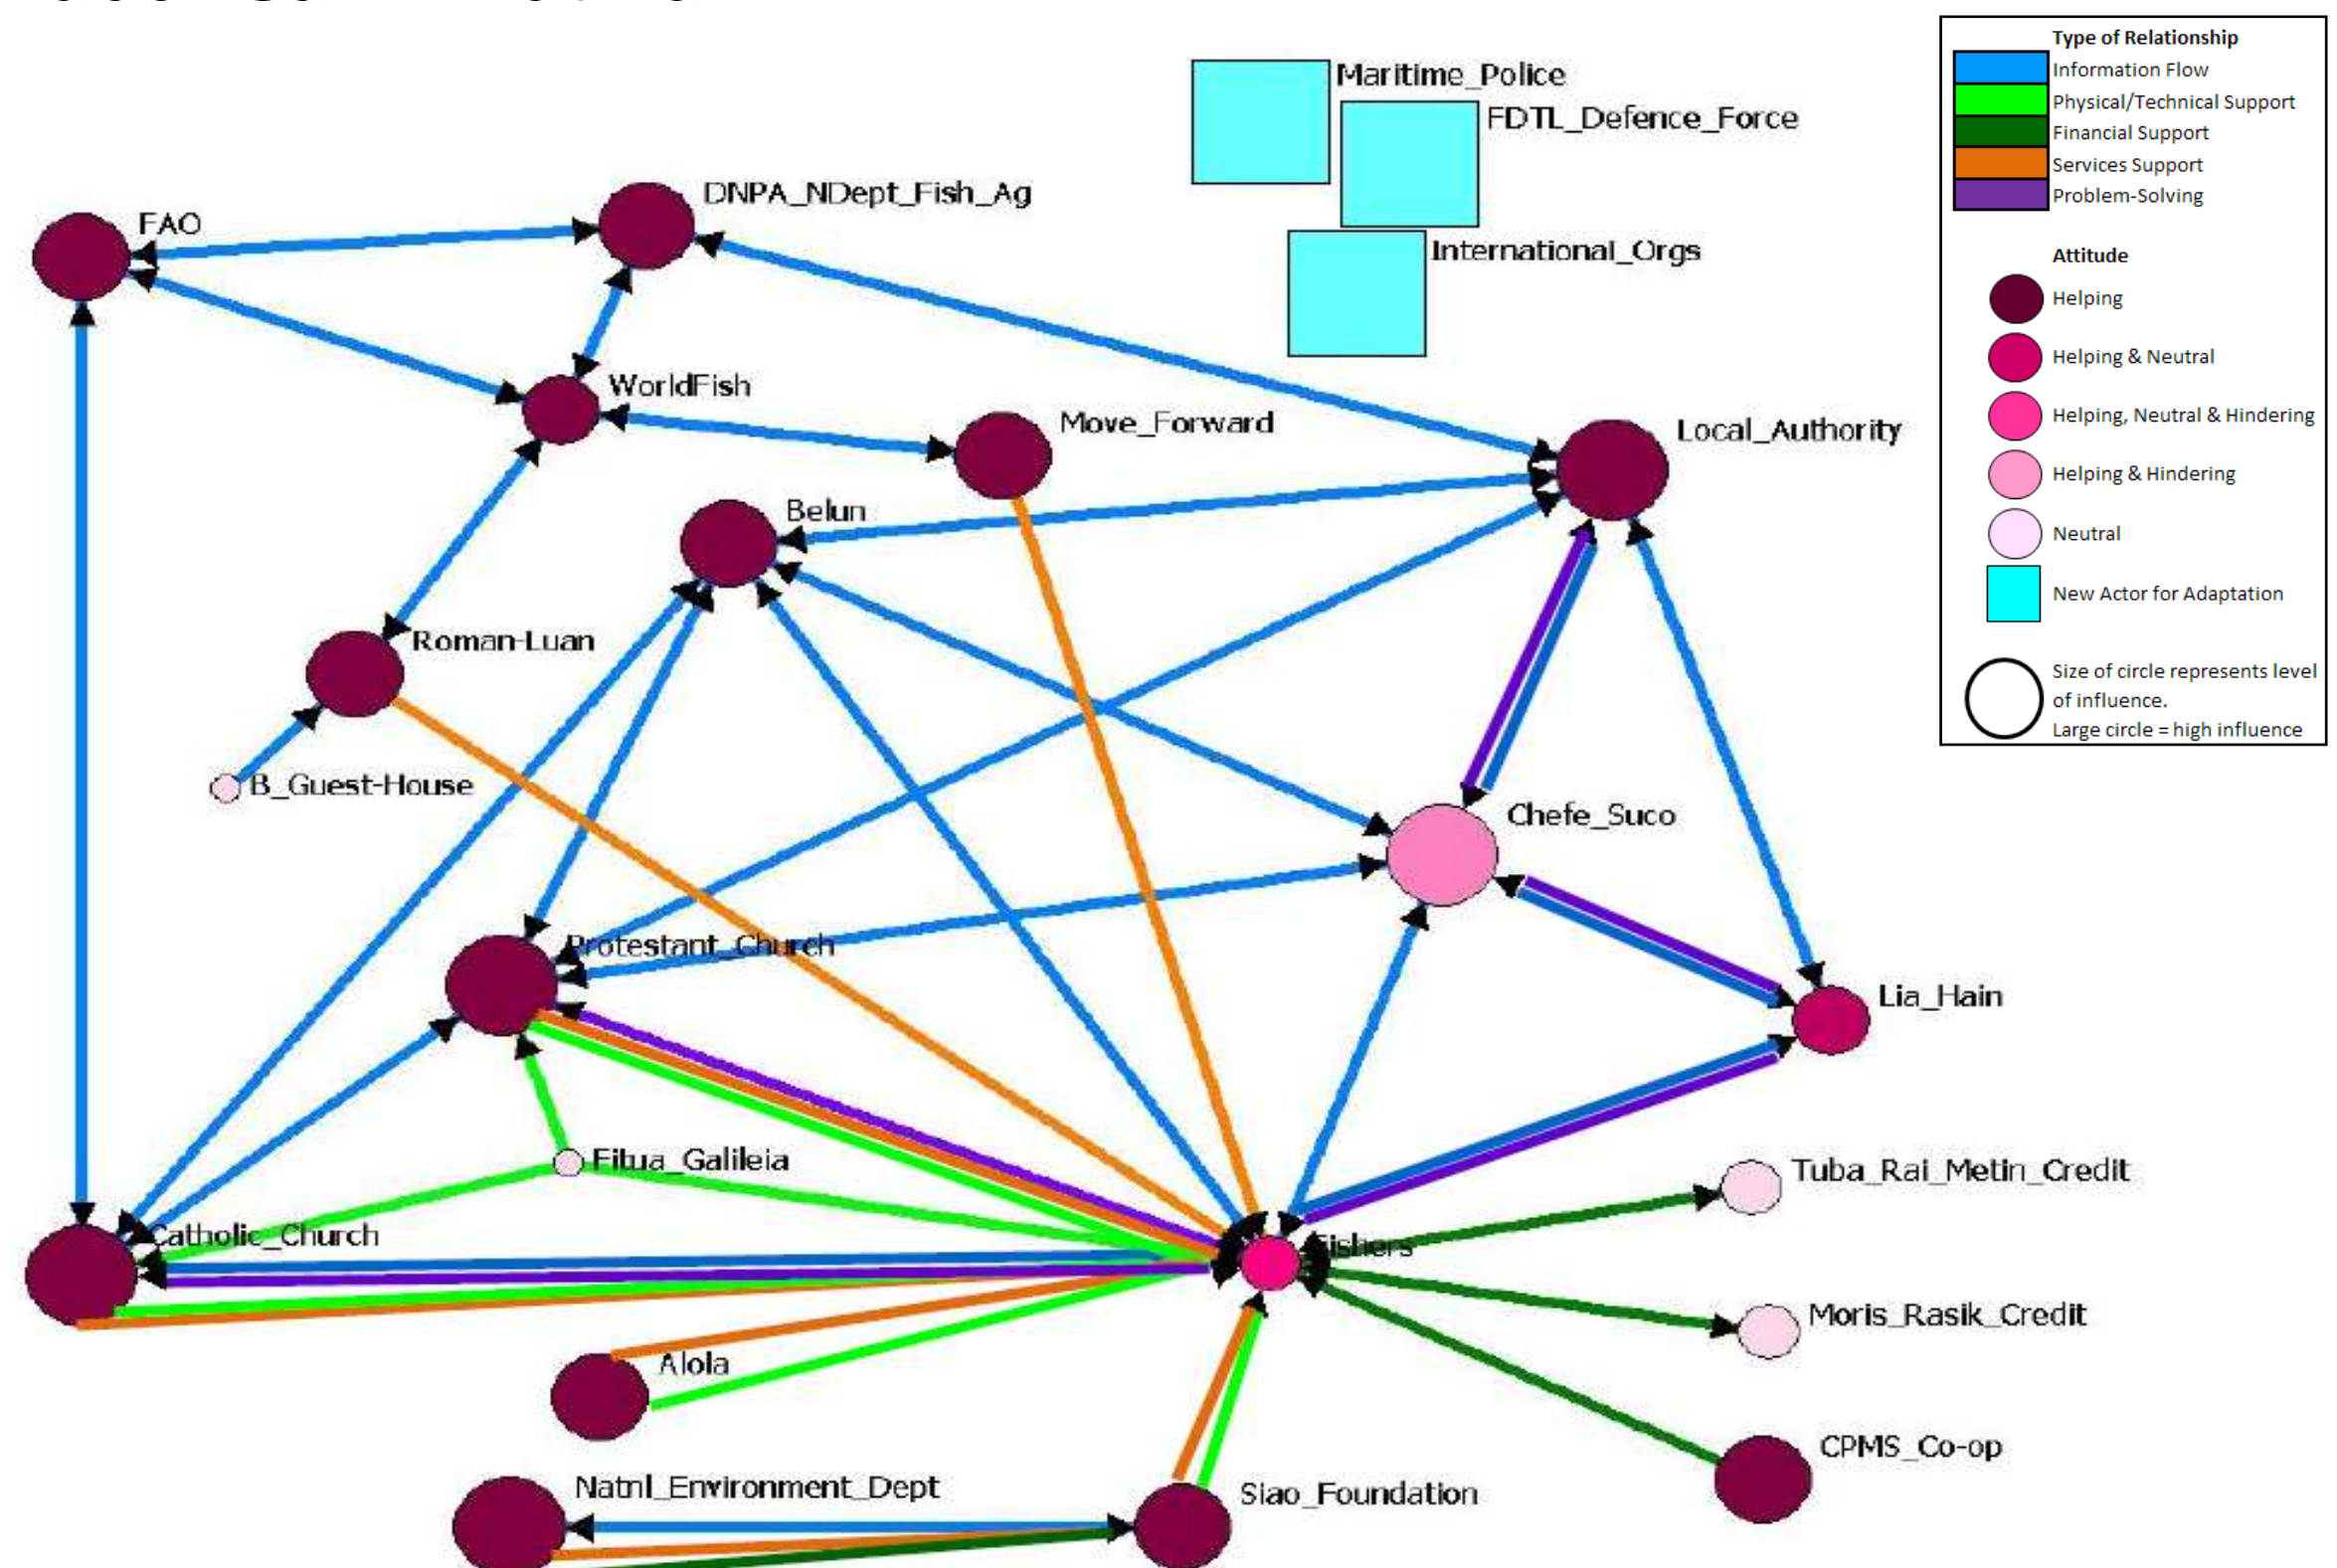 Maritime_Police
FDTL_Defence_Force
International_Orgs
DNPA_NDept_Fish_Ag
FAO
WorldFish
Move_Forward
Local_Authority
Belun
Roman-Luan
B_Guest-House
Chefe_Suco
Protestant_Church
Lia_Hain
Fitua_Galileia
Tuba_Rai_Metin_Credit
Catholic_Church
Fishers
Moris_Rasik_Credit
Alola
CPMS_Co-op
Natnl_Environment_Dept
Siao_Foundation
Type of Relationship
Information Flow
Physical/Technical Support
Financial Support
Services Support
Problem-Solving
Attitude
Helping
Helping & Neutral
Helping, Neutral & Hindering
Helping & Hindering
Neutral
New Actor for Adaptation
Size of circle represents level
of influence.
Large circle = high influence